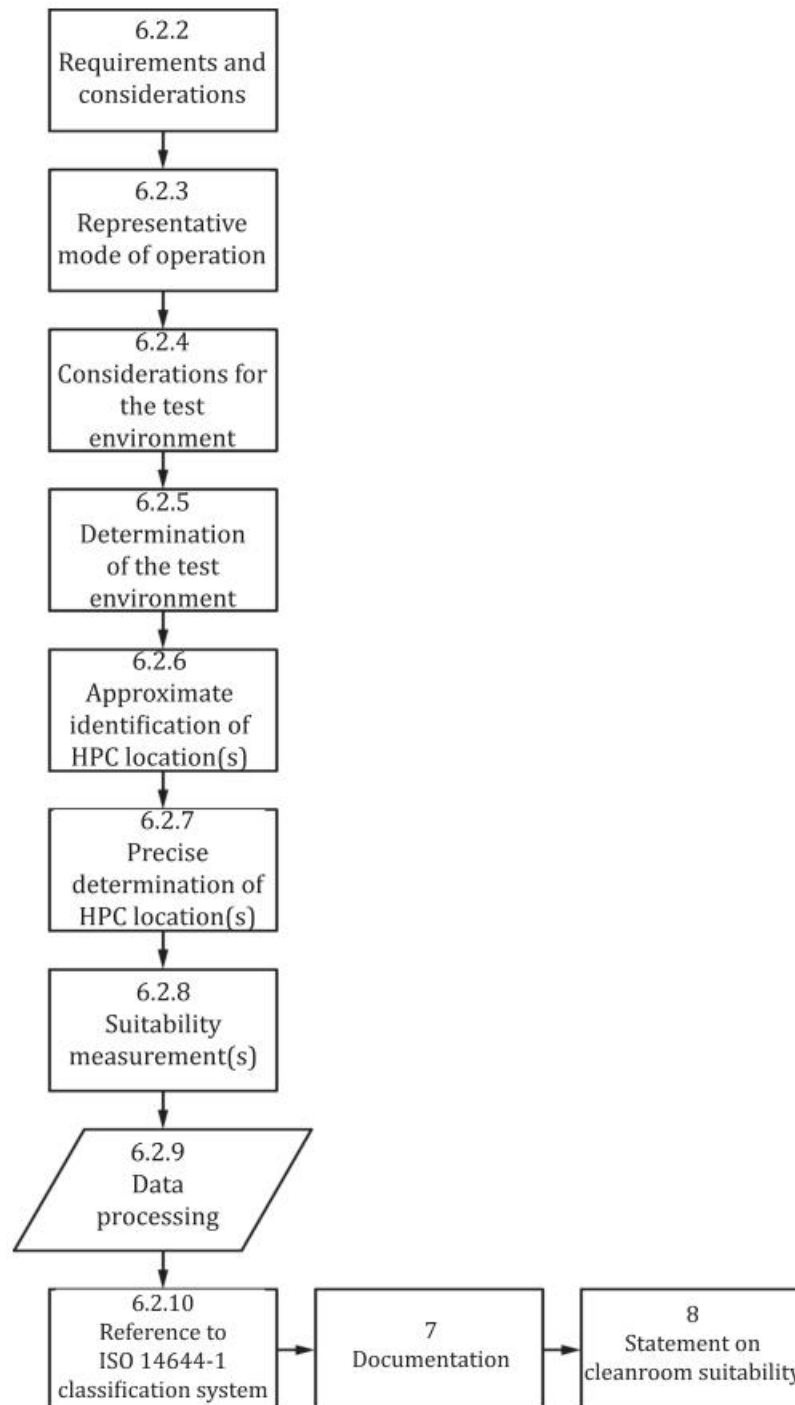 6.2.2
Requirements and
considerations
6.2.3
Representative
mode of operation
6.2.4
Considerations for
the test
environment
6.2.5
Determination
of the test
environment
6.2.6
Approximate
identification of
HPC location(s)
6.2.7
Precise
determination of
HPC location(s)
6.2.8
Suitability
measurement(s)
6.2.9
Data
processing
6.2.10
Reference to
ISO 14644-1
classification system
7
Documentation
8
Statement on
cleanroom suitability